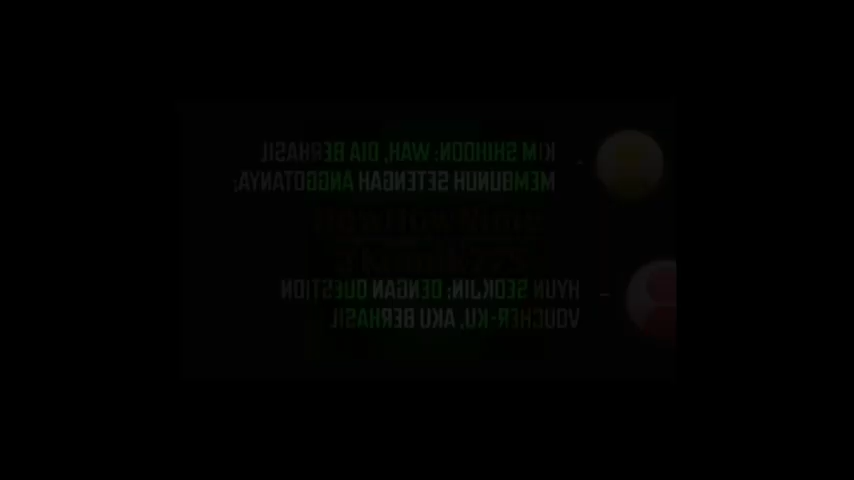 KIM SHIHOON: WAH, DIA BERHASIL
MEMBUNUH SETENGAH ANGGOTANYA;
HYUN SEOKJIN: DENGAN QUESTION
VOUCHER-KU, AKU BERHASIL